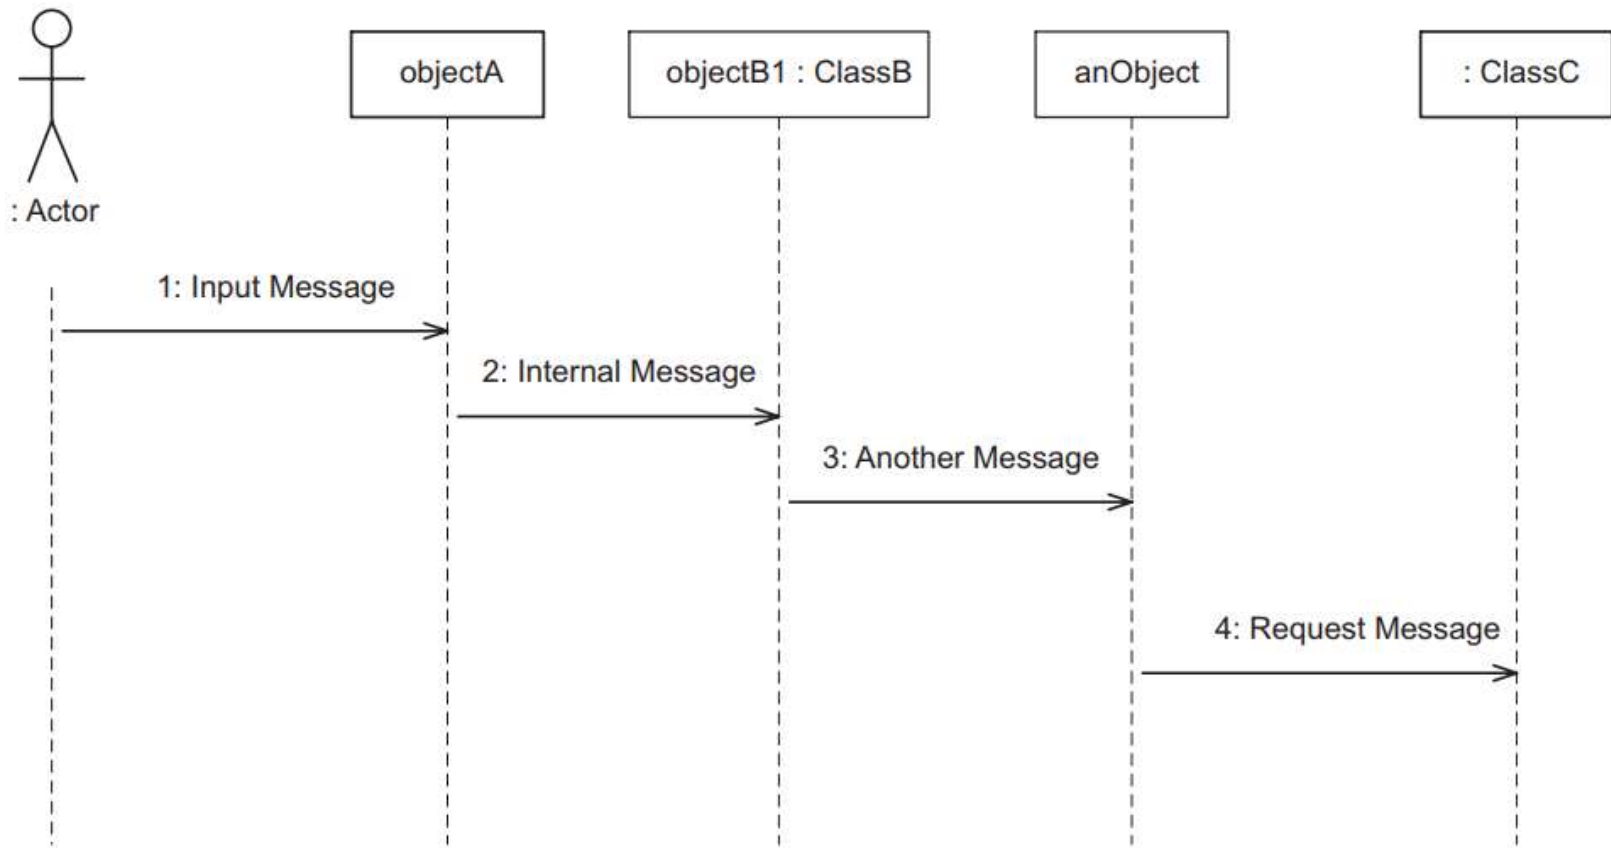 objectA
objectB1 : ClassB
anObject
: ClassC
: Actor
1: Input Message
2: Internal Message
3: Another Message
4: Request Message